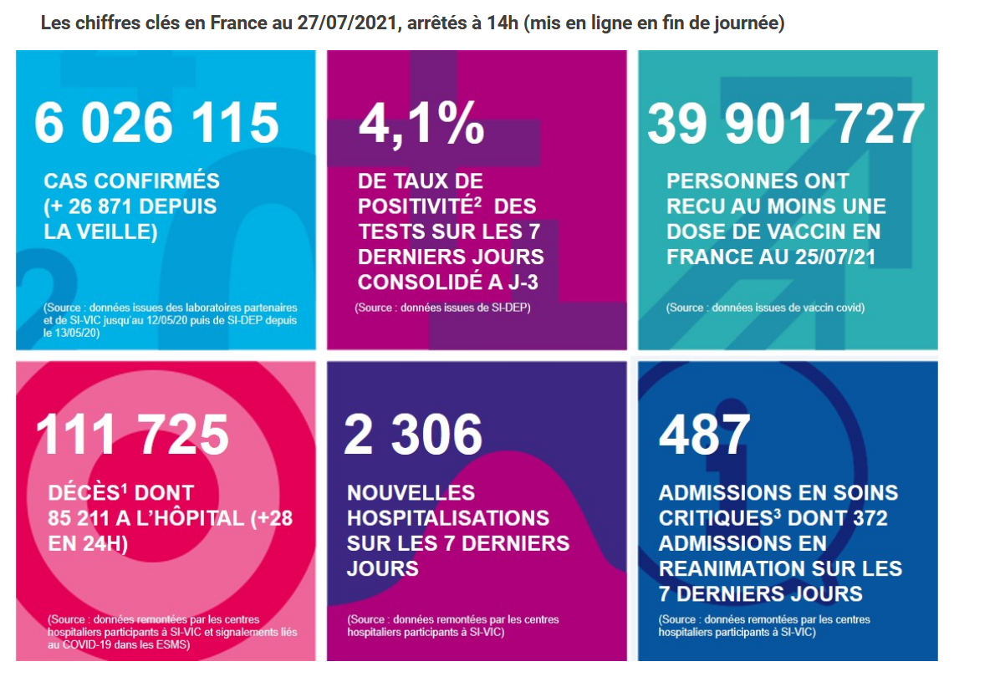 Les chiffres clés en France au 27/07/2021, arrêtés à 14h (mis en ligne en fin de journée)
6 026 115
CAS CONFIRMÉS
(+ 26 871 DEPUIS
LA VEILLE)
(Source : données issues des laboratoires partenaires
et de SI-VIC jusqu'au 12/05/20 puis de SI-DEP depuis
le 13/05/20)
4,1%
DE TAUX DE
POSITIVITÉ² DES
TESTS SUR LES 7
DERNIERS JOURS
CONSOLIDÉ A J-3
(Source : données issues de SI-DEP)
39 901 727
PERSONNES ONT
RECU AU MOINS UNE
DOSE DE VACCIN EN
FRANCE AU 25/07/21
(Source : données issues de vaccin covid)
111 725
DÉCÈS¹ DONT
85 211 A L'HÔPITAL (+28
EN 24H)
(Source : données remontées par les centres
hospitaliers participants à SI-VIC et signalements liés
au COVID-19 dans les ESMS)
2 306
NOUVELLES
HOSPITALISATIONS
SUR LES 7 DERNIERS
JOURS
(Source : données remontées par les centres
hospitaliers participants à SI-VIC)
487
ADMISSIONS EN SOINS
CRITIQUES³ DONT 372
ADMISSIONS EN
REANIMATION SUR LES
7 DERNIERS JOURS
(Source : données remontées par les centres
hospitaliers participants à SI-VIC)